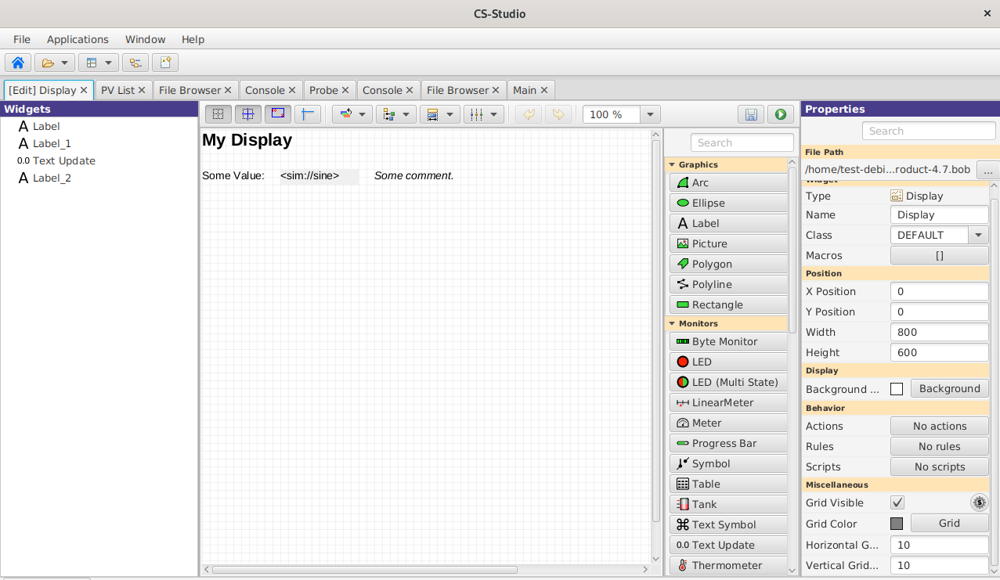 CS-Studio
File Applications Window Help
[Edit] Display PV List File Browser Console Probe Console File Browser Main
Widgets
A Label
A Label_1
0.0 Text Update
A Label_2
100 %
My Display
Some Value: <sim://sine> Some comment.
Search
Graphics
Arc
Ellipse
A Label
Picture
Polygon
Polyline
Rectangle
Monitors
Byte Monitor
LED
LED (Multi State)
LinearMeter
Meter
Progress Bar
Symbol
Table
Tank
Text Symbol
0.0 Text Update
Thermometer
Properties
Search
File Path
/home/test-debi...roduct-4.7.bob ...
Widget
Type Display
Name Display
Class DEFAULT
Macros []
Position
X Position 0
Y Position 0
Width 800
Height 600
Display
Background ... Background
Behavior
Actions No actions
Rules No rules
Scripts No scripts
Miscellaneous
Grid Visible $
Grid Color Grid
Horizontal G... 10
Vertical Grid... 10